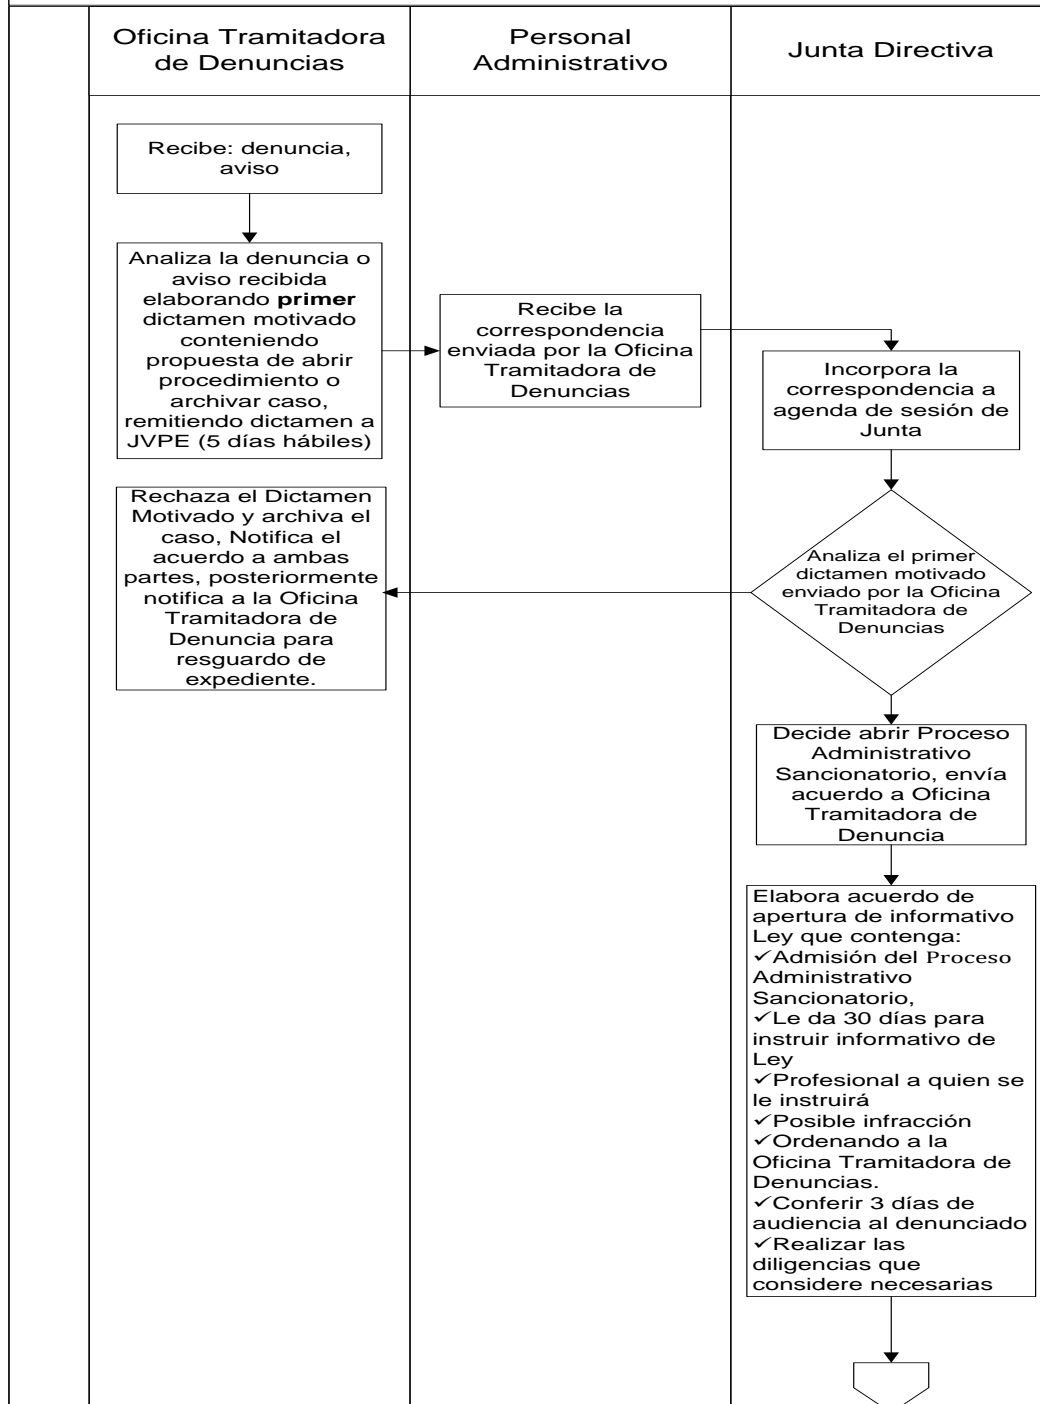 Oficina Tramitadora
de Denuncias
Personal
Administrativo
Junta Directiva
Recibe: denuncia,
aviso
Analiza la denuncia o
aviso recibida
elaborando primer
dictamen motivado
conteniendo
propuesta de abrir
procedimiento o
archivar caso,
remitiendo dictamen a
JVPE (5 días hábiles)
Recibe la
correspondencia
enviada por la Oficina
Tramitadora de
Denuncias
Incorpora la
correspondencia a
agenda de sesión de
Junta
Analiza el primer
dictamen motivado
enviado por la Oficina
Tramitadora de
Denuncias
Rechaza el Dictamen
Motivado y archiva el
caso, Notifica el
acuerdo a ambas
partes, posteriormente
notifica a la Oficina
Tramitadora de
Denuncia para
resguardo de
expediente.
Decide abrir Proceso
Administrativo
Sancionatorio, envía
acuerdo a Oficina
Tramitadora de
Denuncia
Elabora acuerdo de
apertura de informativo
Ley que contenga:
✓Admisión del Proceso
Administrativo
Sancionatorio,
✓Le da 30 días para
instruir informativo de
Ley
✓Profesional a quien se
le instruirá
✓Posible infracción
✓Ordenando a la
Oficina Tramitadora de
Denuncias.
✓Conferir 3 días de
audiencia al denunciado
✓Realizar las
diligencias que
considere necesarias